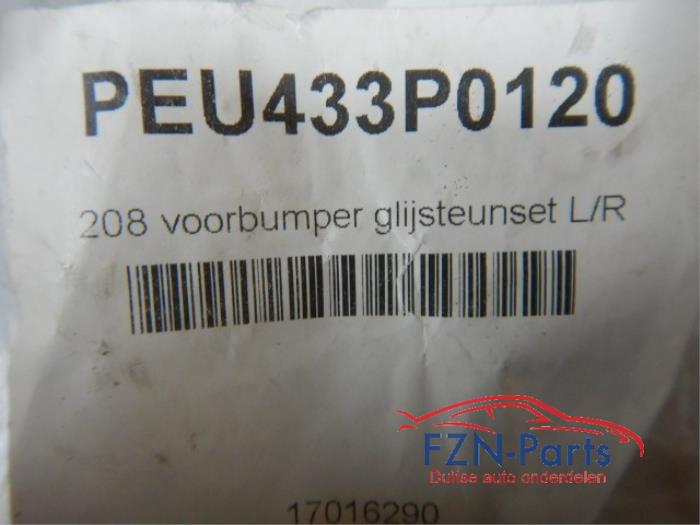 PEU433P0120
208 voorbumper glijsteunset L/R
FZN-Parts
Duitse auto onderdelen
17016290